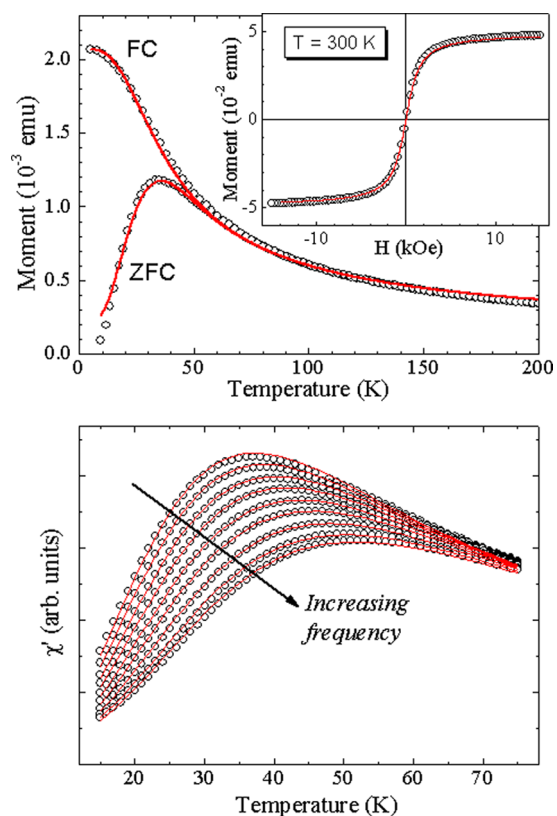 FC
T = 300 K
5
0
-5
Moment (10⁻² emu)
-10
0
10
H (kOe)
2.0
1.5
1.0
0.5
0.0
Moment (10⁻³ emu)
ZFC
50
100
150
200
Temperature (K)
χ' (arb. units)
Increasing
frequency
20
30
40
50
60
70
Temperature (K)